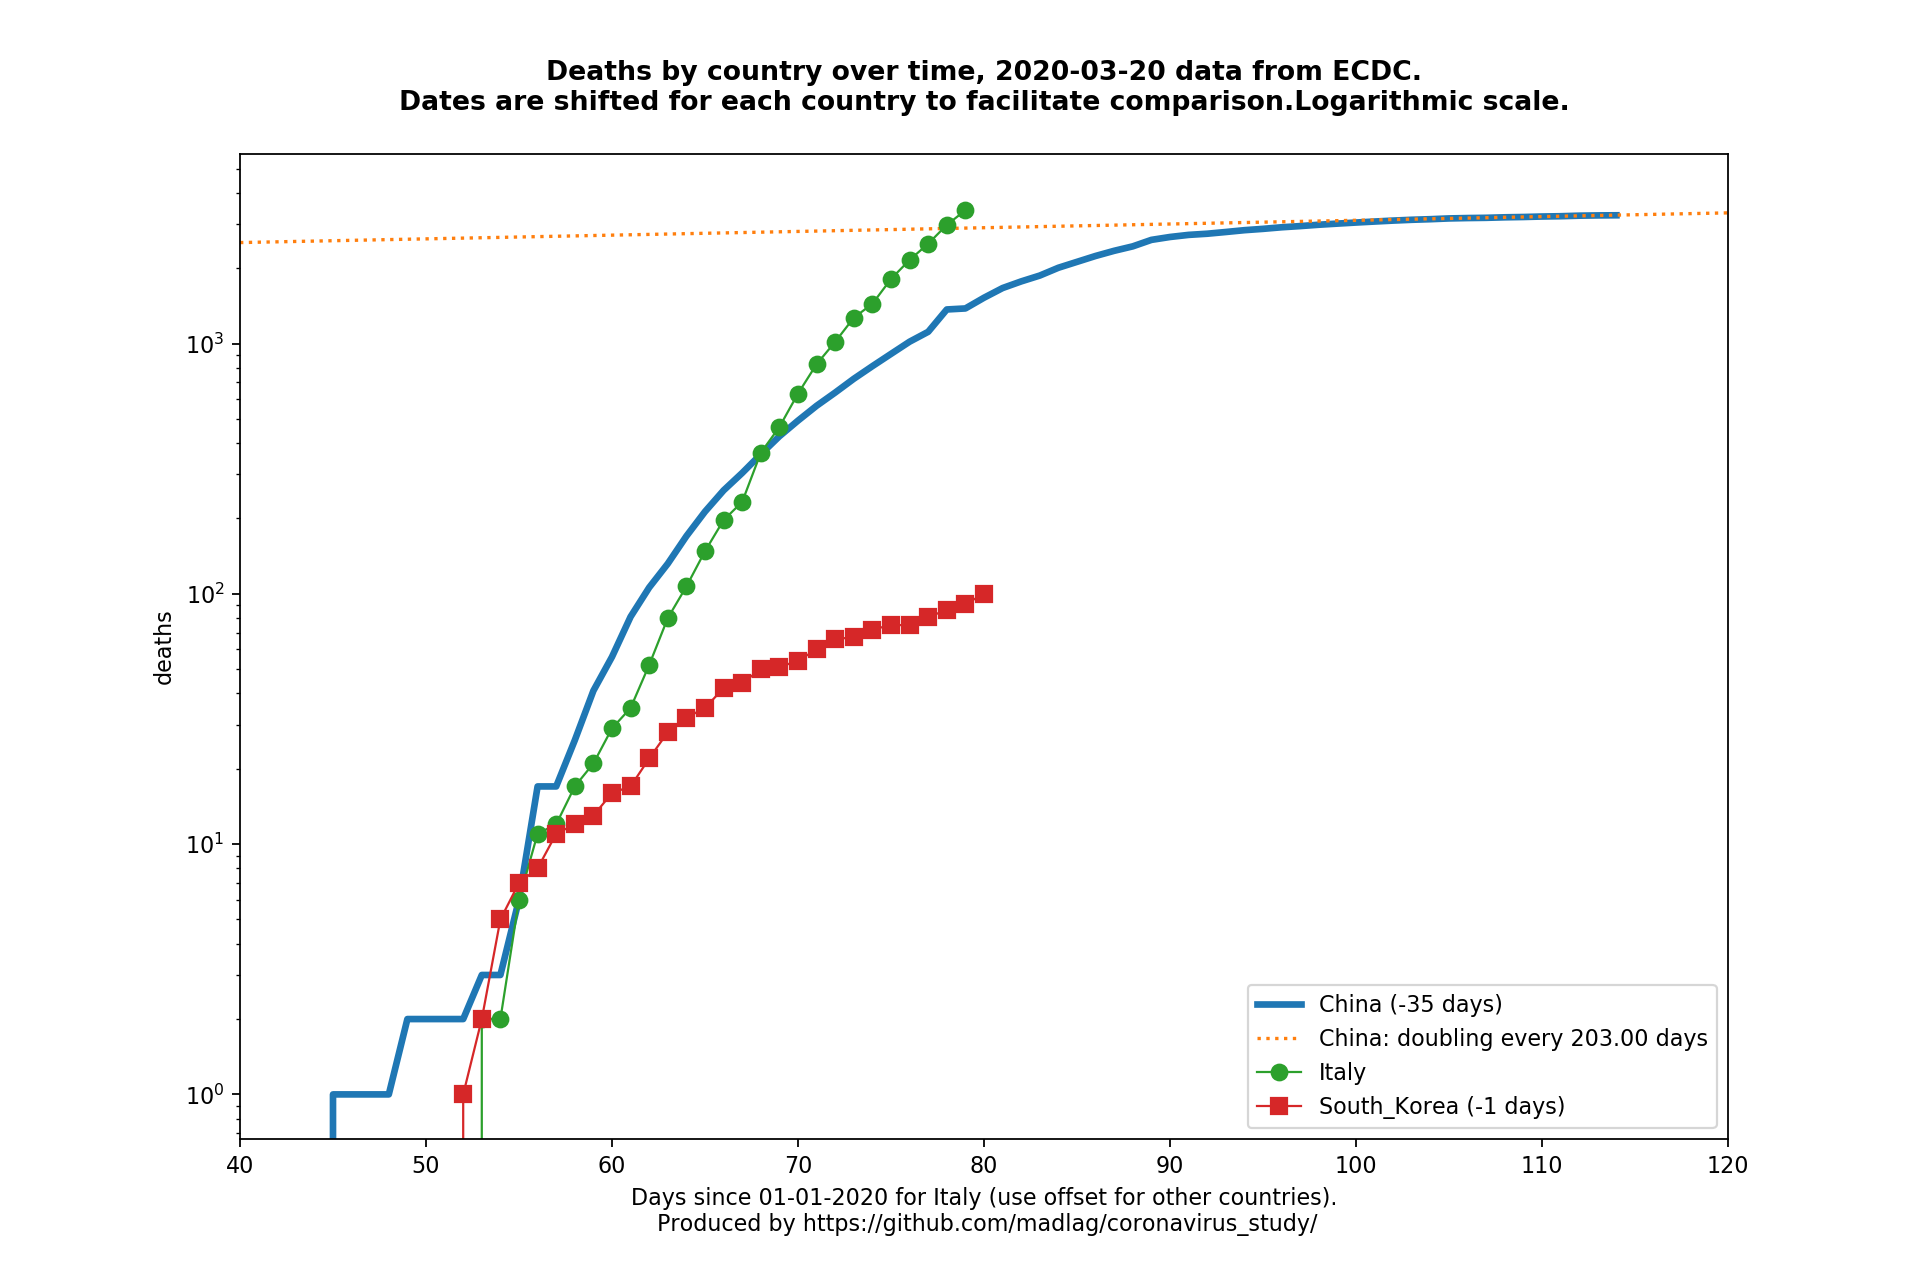 Deaths by country over time, 2020-03-20 data from ECDC.
Dates are shifted for each country to facilitate comparison.Logarithmic scale.
deaths
10³
10²
10¹
10⁰
40 50 60 70 80 90 100 110 120
China (-35 days)
China: doubling every 203.00 days
Italy
South_Korea (-1 days)
Days since 01-01-2020 for Italy (use offset for other countries).
Produced by https://github.com/madlag/coronavirus_study/